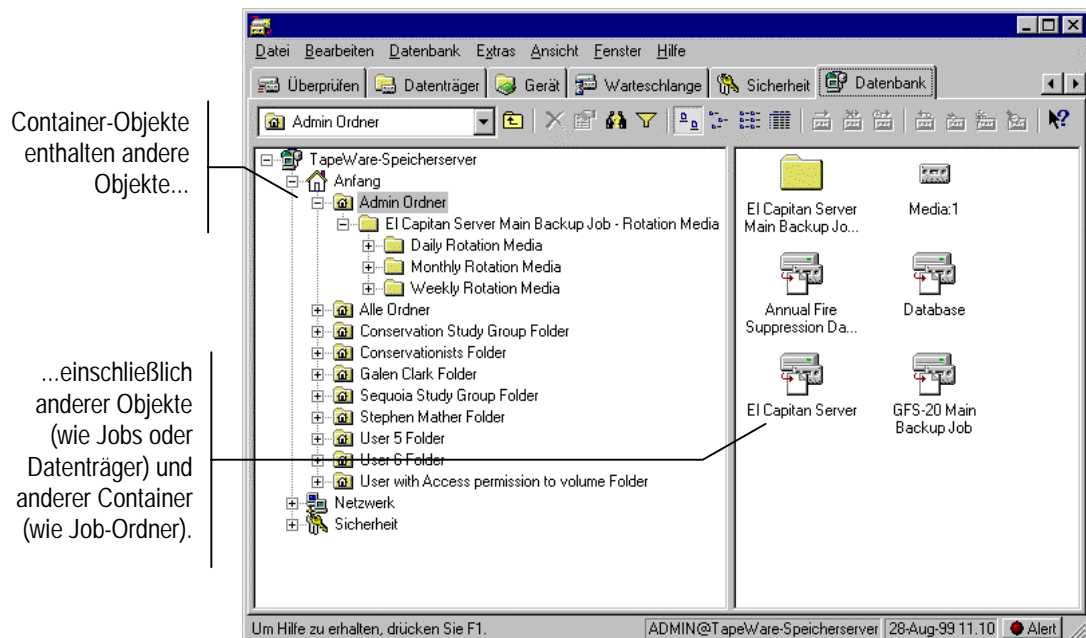 Container-Objekte
enthalten andere
Objekte...
...einschließlich
anderer Objekte
(wie Jobs oder
Datenträger) und
anderer Container
(wie Job-Ordner).
Datei Bearbeiten Datenbank Extras Ansicht Fenster Hilfe
Überprüfen Datenträger Gerät Warteschlange Sicherheit Datenbank
Admin Ordner
TapeWare-Speicherserver
Anfang
Admin Ordner
El Capitan Server Main Backup Job - Rotation Media
Daily Rotation Media
Monthly Rotation Media
Weekly Rotation Media
Alle Ordner
Conservation Study Group Folder
Conservationists Folder
Galen Clark Folder
Sequoia Study Group Folder
Stephen Mather Folder
User 5 Folder
User 6 Folder
User with Access permission to volume Folder
Netzwerk
Sicherheit
El Capitan Server
Main Backup Jo...
Media:1
Annual Fire
Suppression Da...
Database
El Capitan Server
GFS-20 Main
Backup Job
Um Hilfe zu erhalten, drücken Sie F1.
ADMIN@TapeWare-Speicherserver 28-Aug-99 11.10 Alert